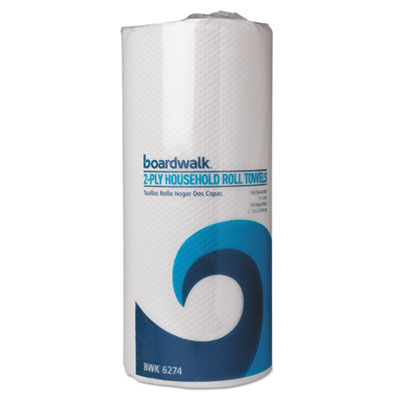 boardwalk.
2-PLY HOUSEHOLD ROLL TOWELS
Toallas Rollo Hogar Dos Capas
BWK 6274